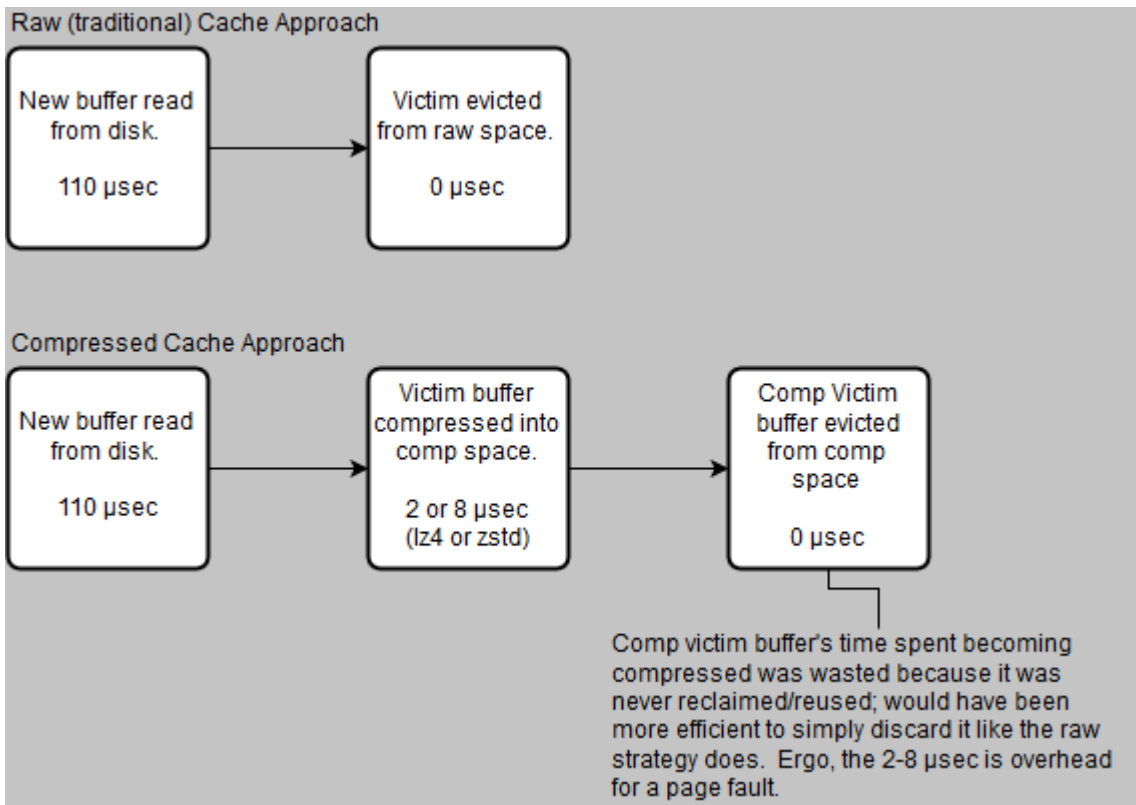 Raw (traditional) Cache Approach
New buffer read
from disk.
110 µsec
Victim evicted
from raw space.
0 µsec
Compressed Cache Approach
New buffer read
from disk.
110 µsec
Victim buffer
compressed into
comp space.
2 or 8 µsec
(lz4 or zstd)
Comp Victim
buffer evicted
from comp
space
0 µsec
Comp victim buffer's time spent becoming
compressed was wasted because it was
never reclaimed/reused; would have been
more efficient to simply discard it like the raw
strategy does.  Ergo, the 2-8 µsec is overhead
for a page fault.